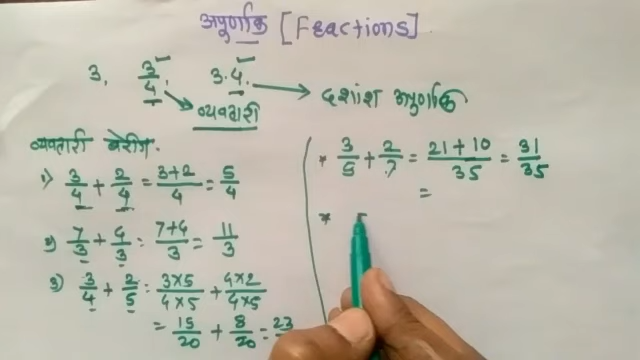 अपूर्णांक [Fractions]
3, 3/4, 3.4. → दशांश अपूर्णांक
व्यवहारी
व्यवहारी बेरीज.
1) 3/4 + 2/4 = 3+2/4 = 5/4
2) 7/3 + 4/3 = 7+4/3 = 11/3
3) 3/4 + 2/5 = 3×5/4×5 + 4×2/4×5
= 15/20 + 8/20 = 23
* 3/5 + 2/7 = 21+10/35 = 31/35
=
*